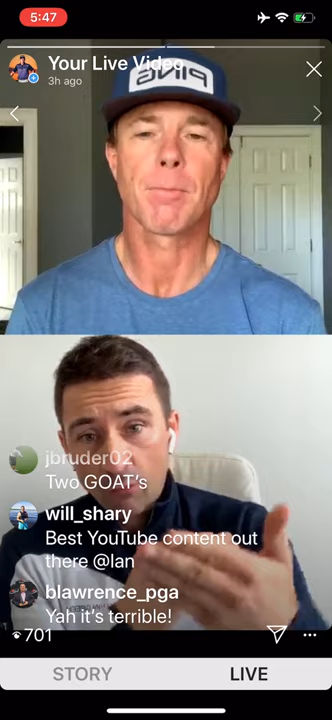 5:47
Your Live Video
3h ago
PING
jbruder02
Two GOAT's
will_shary
Best YouTube content out
there @Ian
blawrence_pga
Yah it's terrible!
701
STORY
LIVE